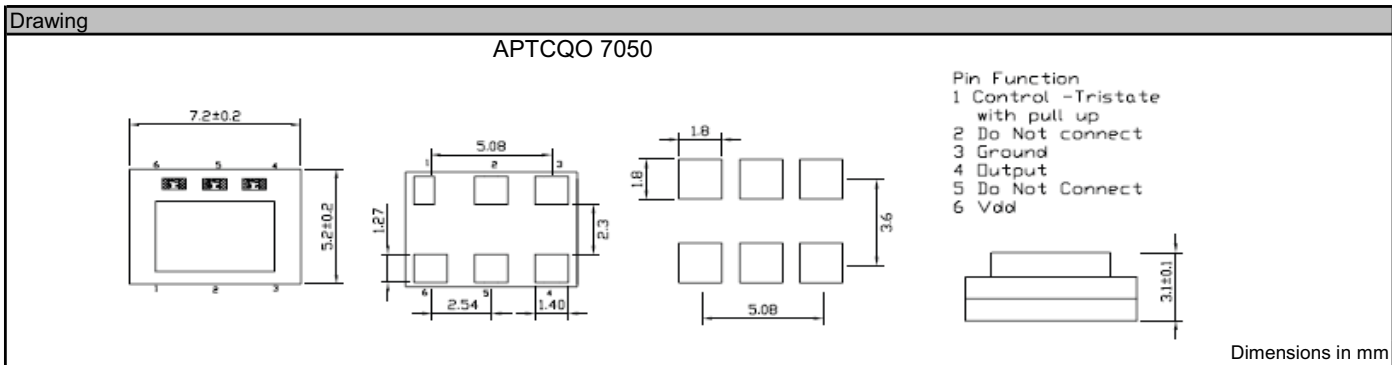 Drawing
APTCQO 7050
7.2±0.2
6 5 4
5.2±0.2
1 2 3
5.08
1 2 3
1.27
2.3
6 5 4
2.54
1.40
1.8
1.8
3.6
5.08
Pin Function
1 Control -Tristate
with pull up
2 Do Not connect
3 Ground
4 Output
5 Do Not Connect
6 Vdd
3.1±0.1
Dimensions in mm